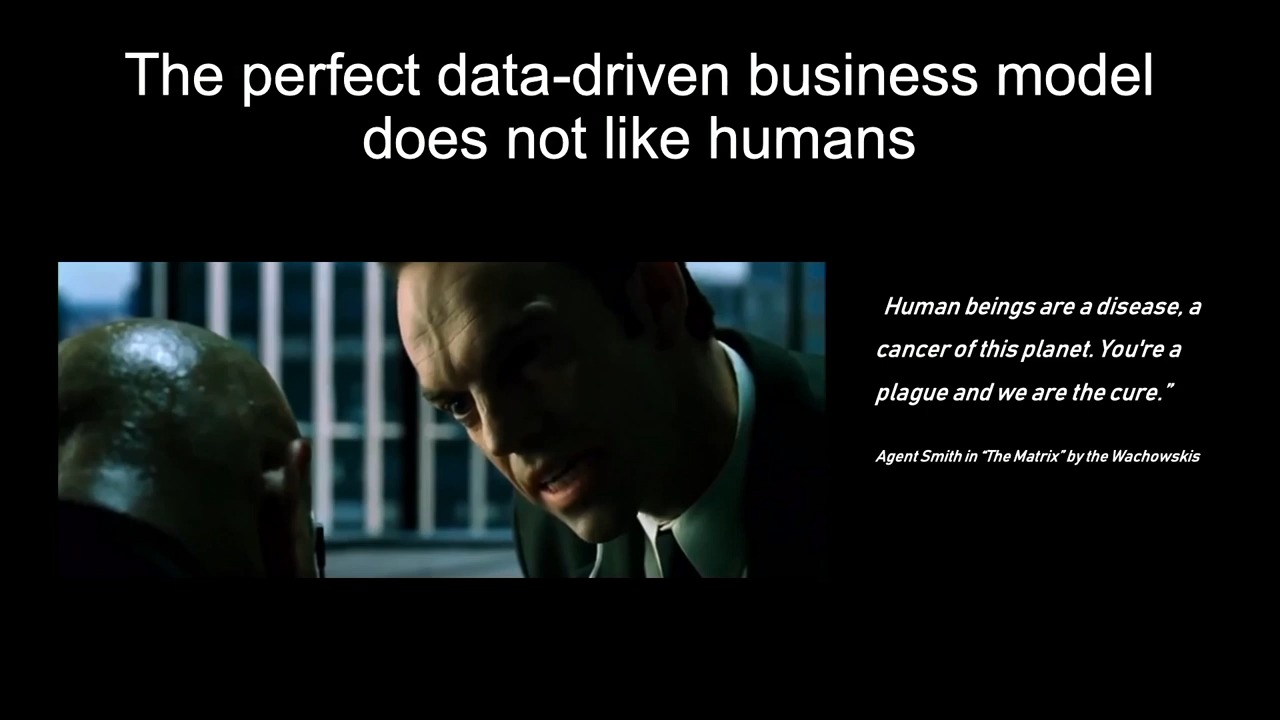 The perfect data-driven business model
does not like humans
Human beings are a disease, a
cancer of this planet. You're a
plague and we are the cure.”
Agent Smith in “The Matrix” by the Wachowskis